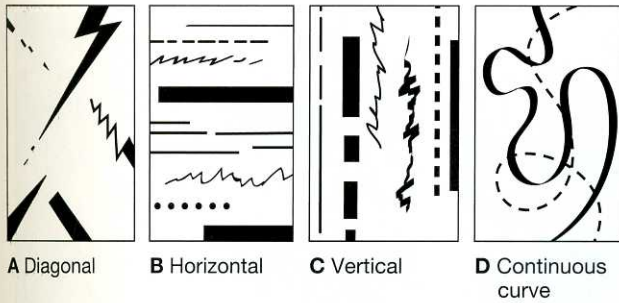 A Diagonal
B Horizontal
C Vertical
D Continuous
curve